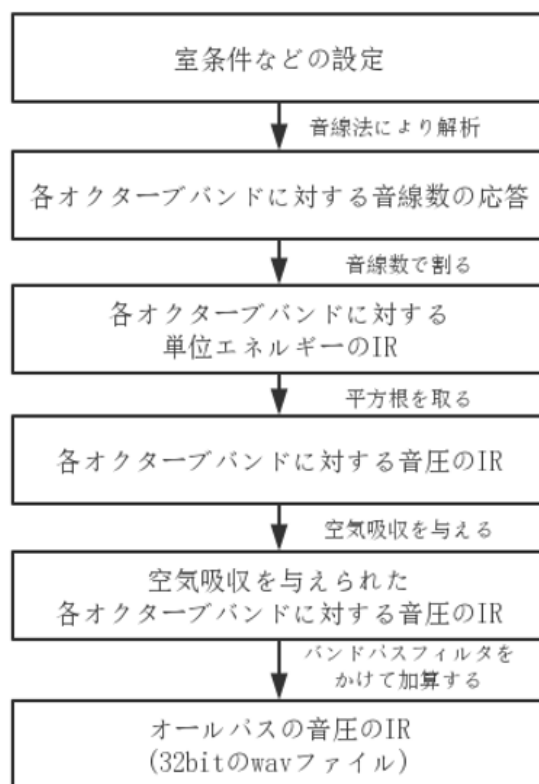 室条件などの設定
音線法により解析
各オクターブバンドに対する音線数の応答
音線数で割る
各オクターブバンドに対する
単位エネルギーのIR
平方根を取る
各オクターブバンドに対する音圧のIR
空気吸収を与える
空気吸収を与えられた
各オクターブバンドに対する音圧のIR
バンドパスフィルタを
かけて加算する
オールパスの音圧のIR
(32bitのwavファイル)